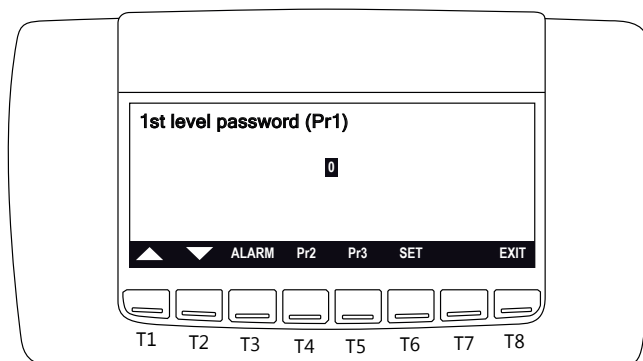 1st level password (Pr1)
0
ALARM Pr2 Pr3 SET EXIT
T1 T2 T3 T4 T5 T6 T7 T8